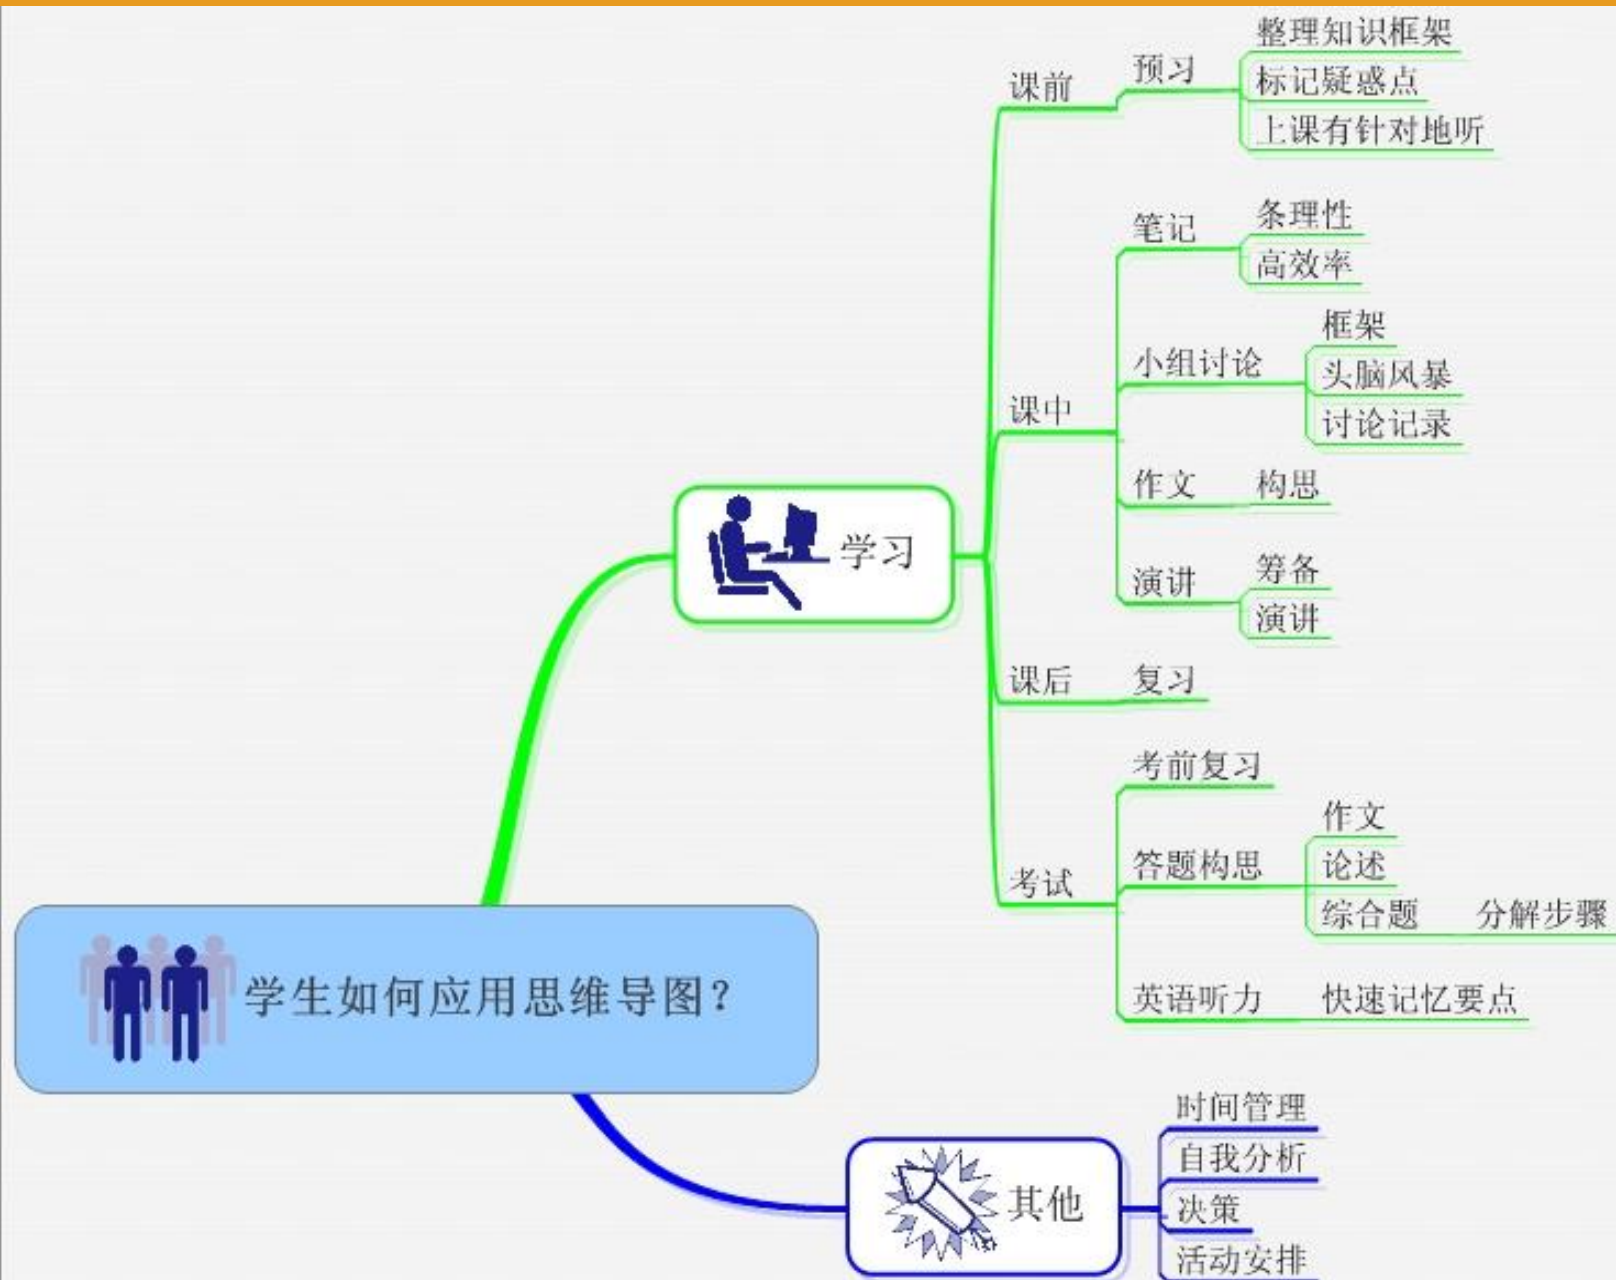 整理知识框架
课前
预习
标记疑惑点
上课有针对地听
笔记
条理性
高效率
小组讨论
框架
头脑风暴
讨论记录
课中
作文
构思
学习
演讲
筹备
演讲
课后
复习
考前复习
考试
答题构思
作文
论述
综合题
分解步骤
英语听力
快速记忆要点
学生如何应用思维导图？
其他
时间管理
自我分析
决策
活动安排